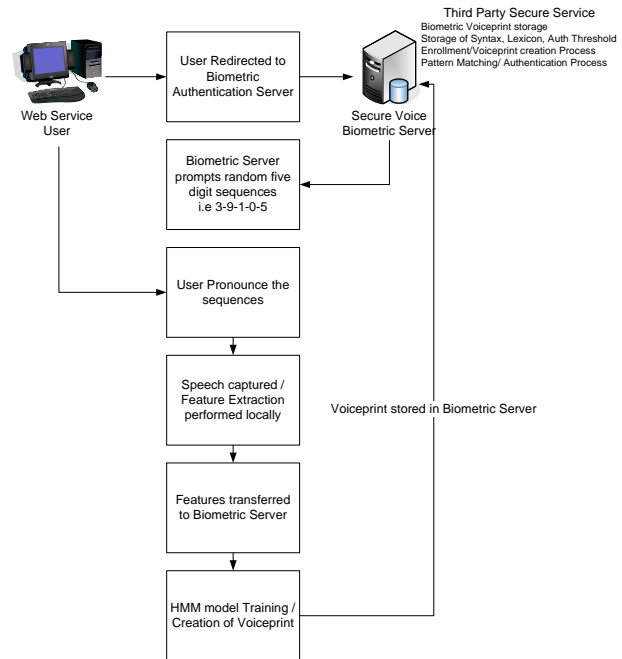 Third Party Secure Service
Biometric Voiceprint storage
Storage of Syntax, Lexicon, Auth Threshold
Enrollment/Voiceprint creation Process
Pattern Matching/ Authentication Process
Web Service
User
User Redirected to
Biometric
Authentication Server
Secure Voice
Biometric Server
Biometric Server
prompts random five
digit sequences
i.e 3-9-1-0-5
User Pronounce the
sequences
Speech captured /
Feature Extraction
performed locally
Voiceprint stored in Biometric Server
Features transferred
to Biometric Server
HMM model Training /
Creation of Voiceprint